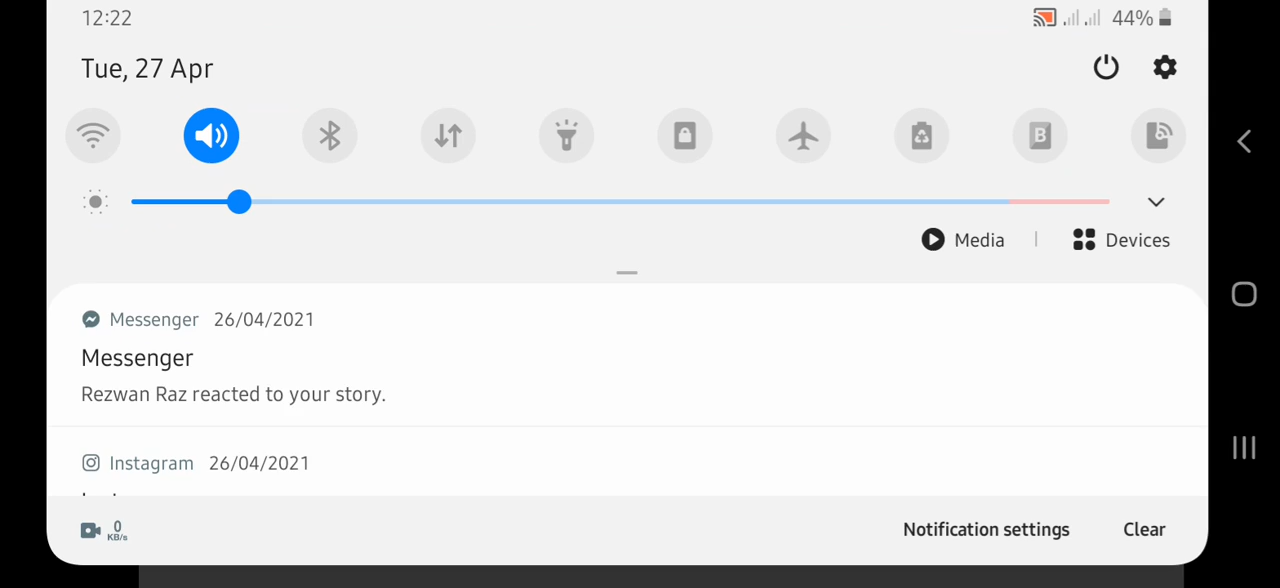 12:22
44%
Tue, 27 Apr
B
Media | Devices
Messenger 26/04/2021
Messenger
Rezwan Raz reacted to your story.
Instagram 26/04/2021
0
KB/s
Notification settings
Clear